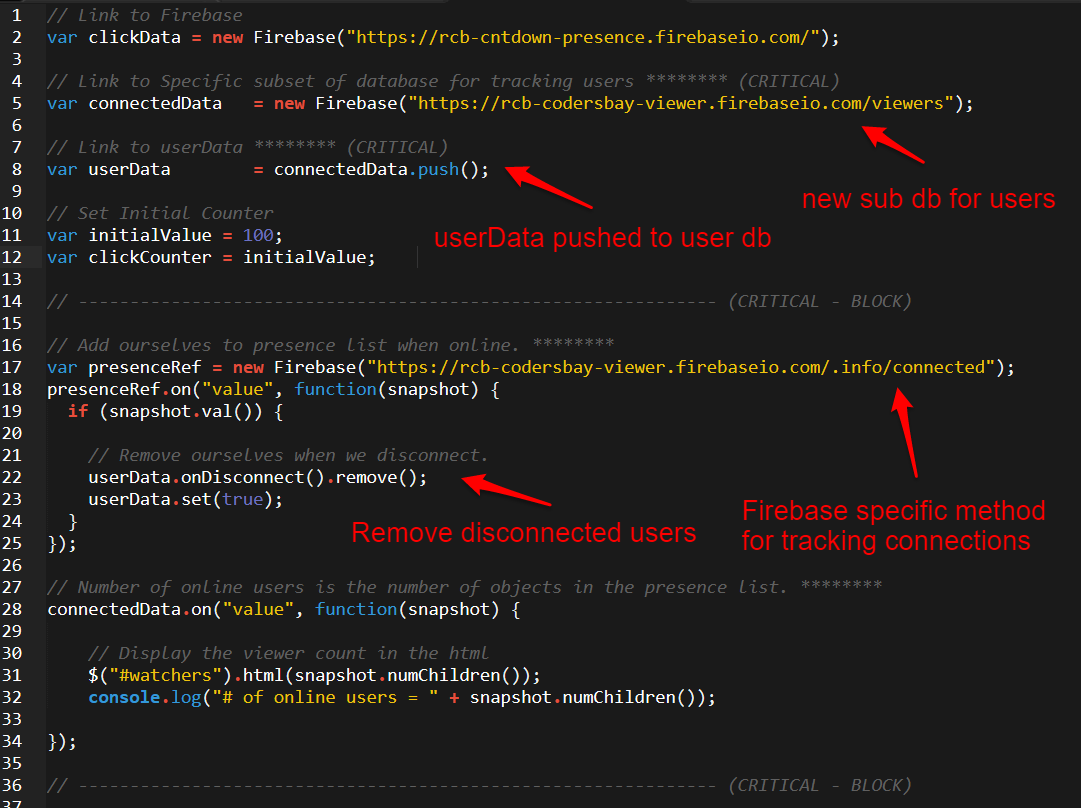 1 // Link to Firebase
2 var clickData = new Firebase("https://rcb-cntdown-presence.firebaseio.com/");
3
4 // Link to Specific subset of database for tracking users ******** (CRITICAL)
5 var connectedData   = new Firebase("https://rcb-codersbay-viewer.firebaseio.com/viewers");
6
7 // Link to userData ******** (CRITICAL)
8 var userData        = connectedData.push();
9
new sub db for users
10 // Set Initial Counter
11 var initialValue = 100;
userData pushed to user db
12 var clickCounter = initialValue;
13
14 // -------------------------------------------------------------- (CRITICAL - BLOCK)
15
16 // Add ourselves to presence list when online. ********
17 var presenceRef = new Firebase("https://rcb-codersbay-viewer.firebaseio.com/.info/connected");
18 presenceRef.on("value", function(snapshot) {
19   if (snapshot.val()) {
20
21     // Remove ourselves when we disconnect.
22     userData.onDisconnect().remove();
23     userData.set(true);
Firebase specific method
24   }
Remove disconnected users
for tracking connections
25 });
26
27 // Number of online users is the number of objects in the presence list. ********
28 connectedData.on("value", function(snapshot) {
29
30     // Display the viewer count in the html
31     $("#watchers").html(snapshot.numChildren());
32     console.log("# of online users = " + snapshot.numChildren());
33
34 });
35
36 // -------------------------------------------------------------- (CRITICAL - BLOCK)
37